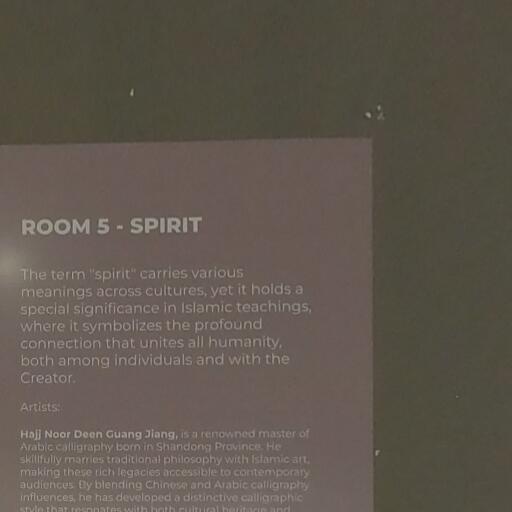 ROOM 5 - SPIRIT
The term "spirit" carries various
meanings across cultures, yet it holds a
special significance in Islamic teachings,
where it symbolizes the profound
connection that unites all humanity,
both among individuals and with the
Creator.
Artists:
Hajj Noor Deen Guang Jiang, is a renowned master of
Arabic calligraphy born in Shandong Province. He
skillfully marries traditional philosophy with Islamic art,
making these rich legacies accessible to contemporary
audiences. By blending Chinese and Arabic calligraphy
influences, he has developed a distinctive calligraphic
style that resonates with both cultural heritage and